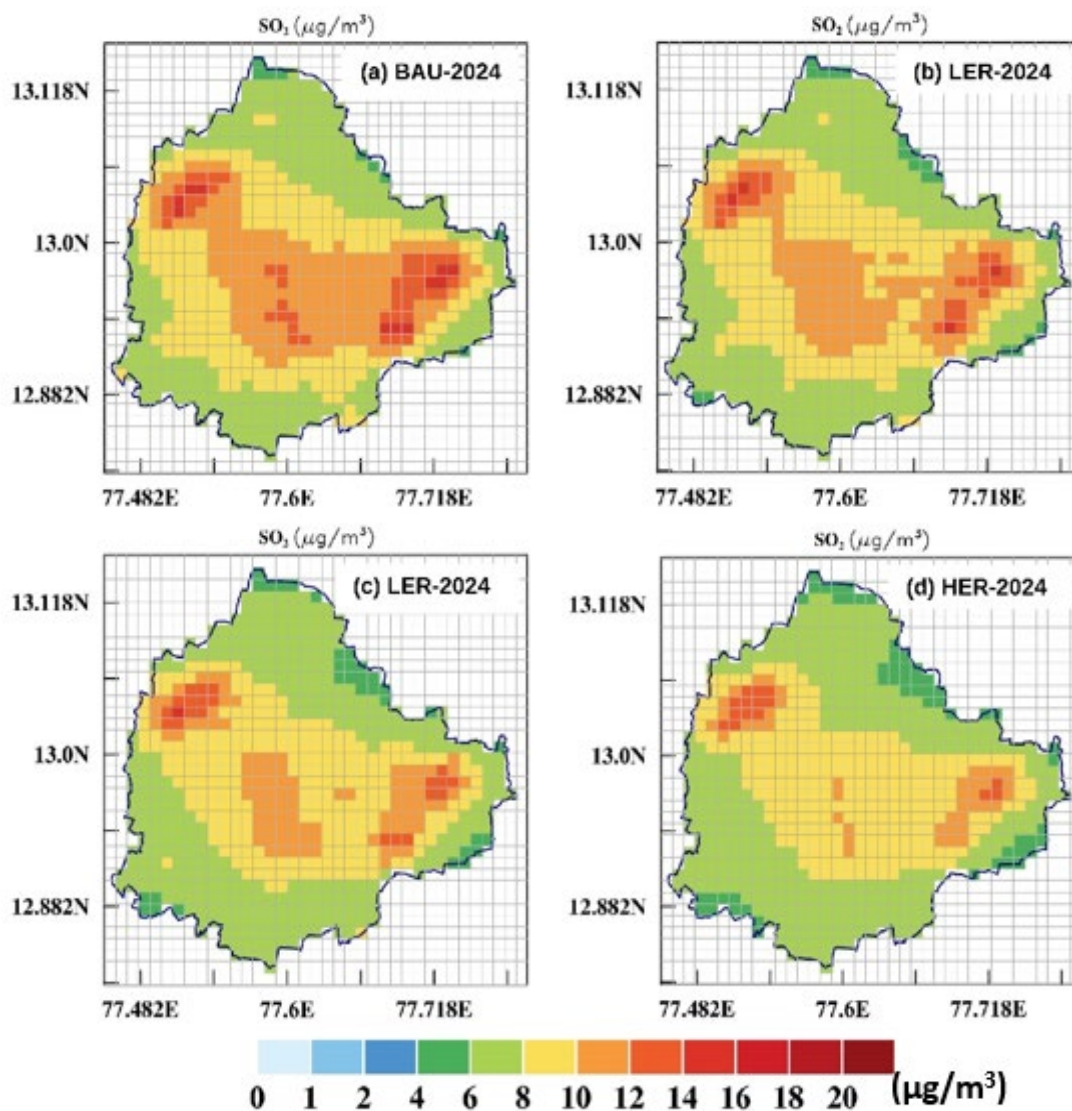 SO₂ (μg/m³)
SO₂ (μg/m³)
(a) BAU-2024
(b) LER-2024
13.118N
13.118N
13.0N
13.0N
12.882N
12.882N
77.482E 77.6E 77.718E
77.482E 77.6E 77.718E
SO₂ (μg/m³)
SO₂ (μg/m³)
(c) LER-2024
(d) HER-2024
13.118N
13.118N
13.0N
13.0N
12.882N
12.882N
77.482E 77.6E 77.718E
77.482E 77.6E 77.718E
0 1 2 4 6 8 10 12 14 16 18 20 (μg/m³)